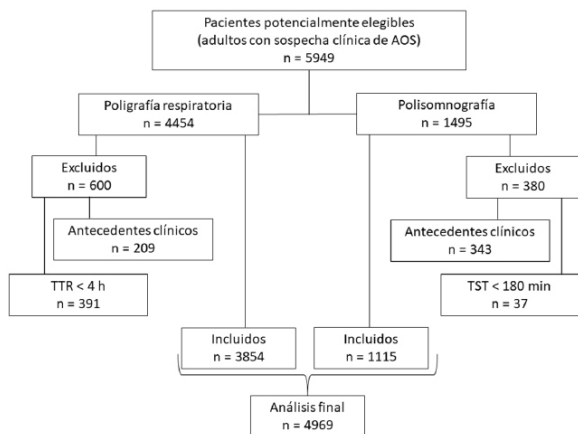 Pacientes potencialmente elegibles
(adultos con sospecha clínica de AOS)
n = 5949
Poligrafía respiratoria
n = 4454
Polisomnografía
n = 1495
Excluidos
n = 600
Excluidos
n = 380
Antecedentes clínicos
n = 209
Antecedentes clínicos
n = 343
TTR < 4 h
n = 391
TST < 180 min
n = 37
Incluidos
n = 3854
Incluidos
n = 1115
Análisis final
n = 4969